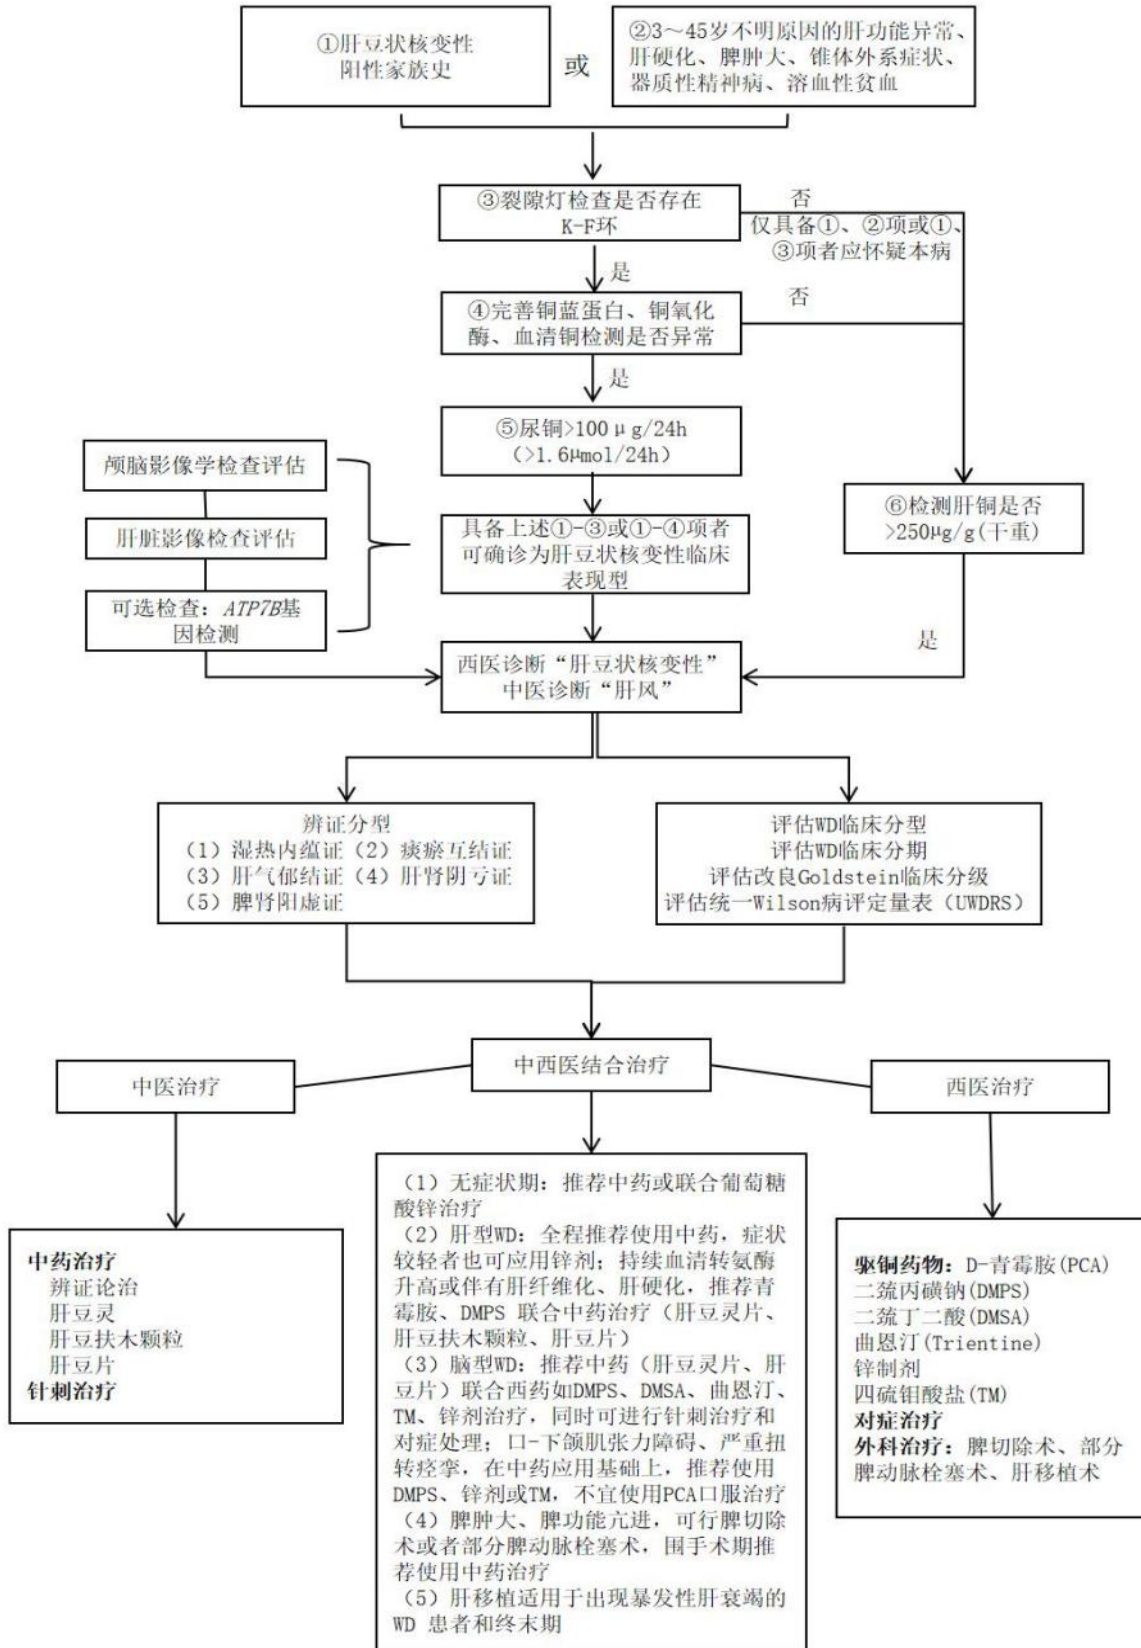 ①肝豆状核变性
阳性家族史
或
②3～45岁不明原因的肝功能异常、
肝硬化、脾肿大、锥体外系症状、
器质性精神病、溶血性贫血
③裂隙灯检查是否存在
K-F环
否
仅具备①、②项或①、
③项者应怀疑本病
是
④完善铜蓝蛋白、铜氧化
酶、血清铜检测是否异常
否
是
⑤尿铜>100μg/24h
（>1.6μmol/24h）
颅脑影像学检查评估
肝脏影像检查评估
可选检查：ATP7B基
因检测
具备上述①-③或①-④项者
可确诊为肝豆状核变性临床
表现型
⑥检测肝铜是否
>250μg/g(干重)
是
西医诊断“肝豆状核变性”
中医诊断“肝风”
辨证分型
（1）湿热内蕴证（2）痰瘀互结证
（3）肝气郁结证（4）肝肾阴亏证
（5）脾肾阳虚证
评估WD临床分型
评估WD临床分期
评估改良Goldstein临床分级
评估统一Wilson病评定量表（UWDRS）
中医治疗
中西医结合治疗
西医治疗
中药治疗
辨证论治
肝豆灵
肝豆扶木颗粒
肝豆片
针刺治疗
（1）无症状期：推荐中药或联合葡萄糖
酸锌治疗
（2）肝型WD：全程推荐使用中药，症状
较轻者也可应用锌剂；持续血清转氨酶
升高或伴有肝纤维化、肝硬化，推荐青
霉胺、DMPS 联合中药治疗（肝豆灵片、
肝豆扶木颗粒、肝豆片）
（3）脑型WD：推荐中药（肝豆灵片、肝
豆片）联合西药如DMPS、DMSA、曲恩汀、
TM、锌剂治疗，同时可进行针刺治疗和
对症处理；口-下颌肌张力障碍、严重扭
转痉挛，在中药应用基础上，推荐使用
DMPS、锌剂或TM，不宜使用PCA口服治疗
（4）脾肿大、脾功能亢进，可行脾切除
术或者部分脾动脉栓塞术，围手术期推
荐使用中药治疗
（5）肝移植适用于出现暴发性肝衰竭的
WD 患者和终末期
驱铜药物：D-青霉胺(PCA)
二巯丙磺钠(DMPS)
二巯丁二酸(DMSA)
曲恩汀(Trientine)
锌制剂
四硫钼酸盐(TM)
对症治疗
外科治疗：脾切除术、部分
脾动脉栓塞术、肝移植术